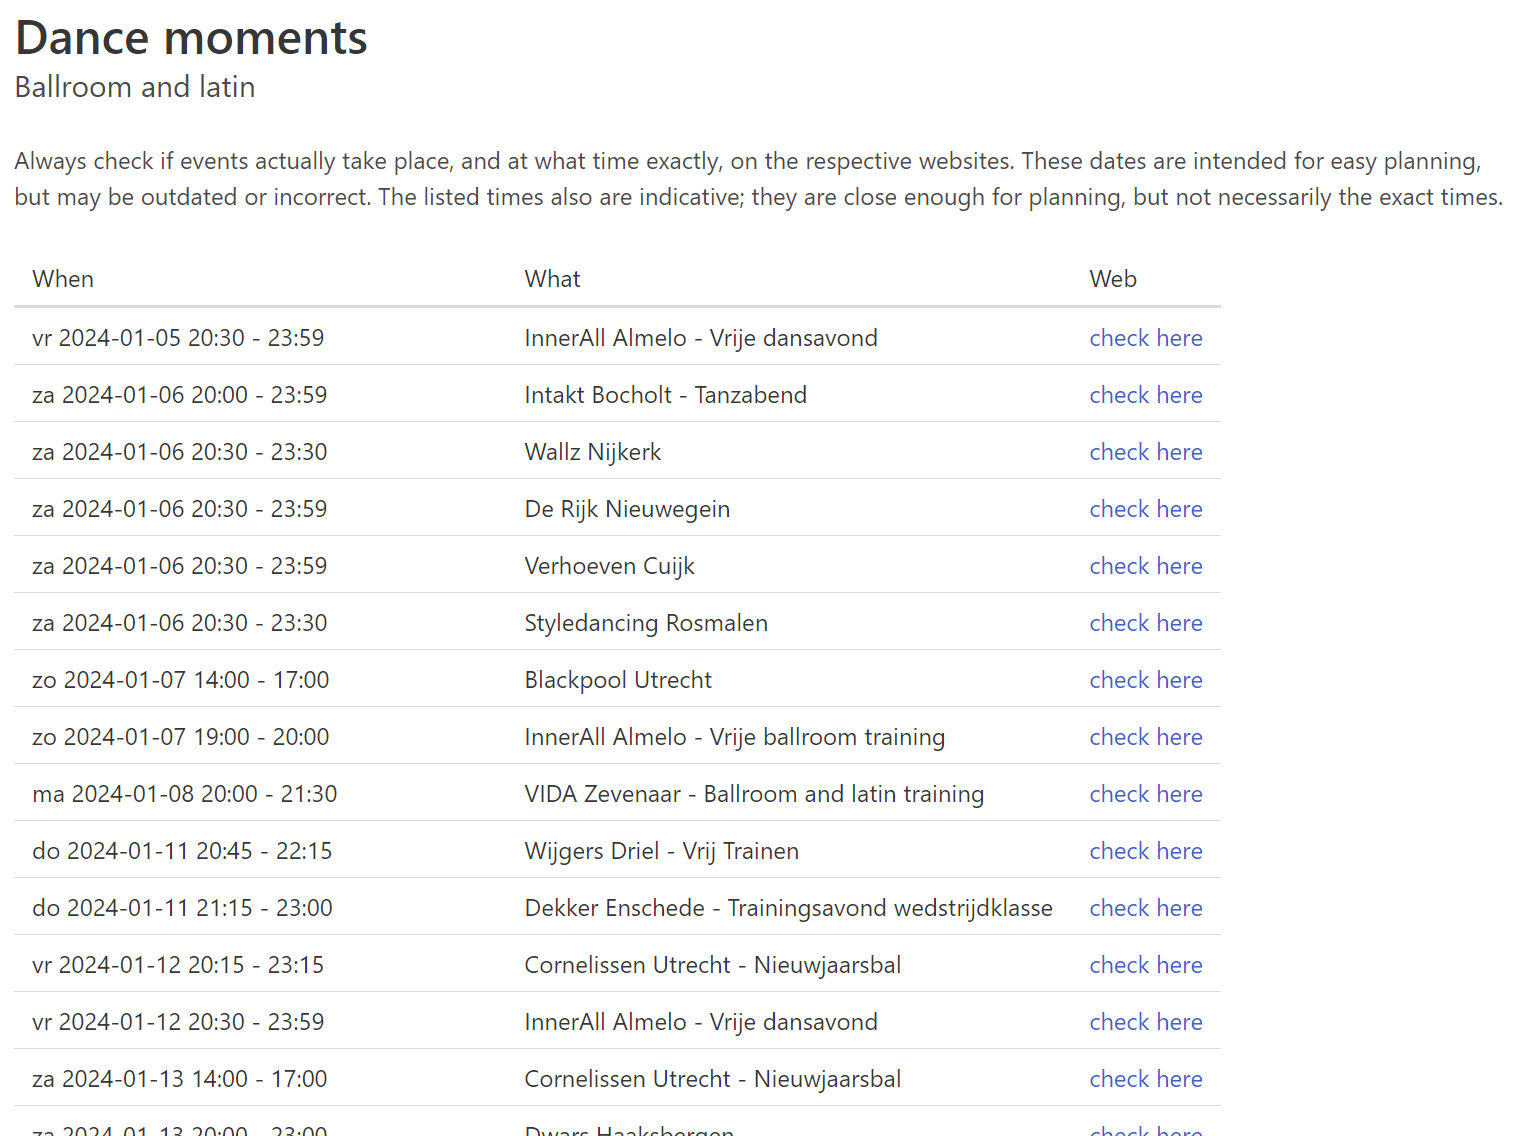 Dance moments
Ballroom and latin
Always check if events actually take place, and at what time exactly, on the respective websites. These dates are intended for easy planning,
but may be outdated or incorrect. The listed times also are indicative; they are close enough for planning, but not necessarily the exact times.
When What Web
vr 2024-01-05 20:30 - 23:59 InnerAll Almelo - Vrije dansavond check here
za 2024-01-06 20:00 - 23:59 Intakt Bocholt - Tanzabend check here
za 2024-01-06 20:30 - 23:30 Wallz Nijkerk check here
za 2024-01-06 20:30 - 23:59 De Rijk Nieuwegein check here
za 2024-01-06 20:30 - 23:59 Verhoeven Cuijk check here
za 2024-01-06 20:30 - 23:30 Styledancing Rosmalen check here
zo 2024-01-07 14:00 - 17:00 Blackpool Utrecht check here
zo 2024-01-07 19:00 - 20:00 InnerAll Almelo - Vrije ballroom training check here
ma 2024-01-08 20:00 - 21:30 VIDA Zevenaar - Ballroom and latin training check here
do 2024-01-11 20:45 - 22:15 Wijgers Driel - Vrij Trainen check here
do 2024-01-11 21:15 - 23:00 Dekker Enschede - Trainingsavond wedstrijdklasse check here
vr 2024-01-12 20:15 - 23:15 Cornelissen Utrecht - Nieuwjaarsbal check here
vr 2024-01-12 20:30 - 23:59 InnerAll Almelo - Vrije dansavond check here
za 2024-01-13 14:00 - 17:00 Cornelissen Utrecht - Nieuwjaarsbal check here
za 2024-01-13 20:00 - 23:00 Dwars Haaksbergen check here